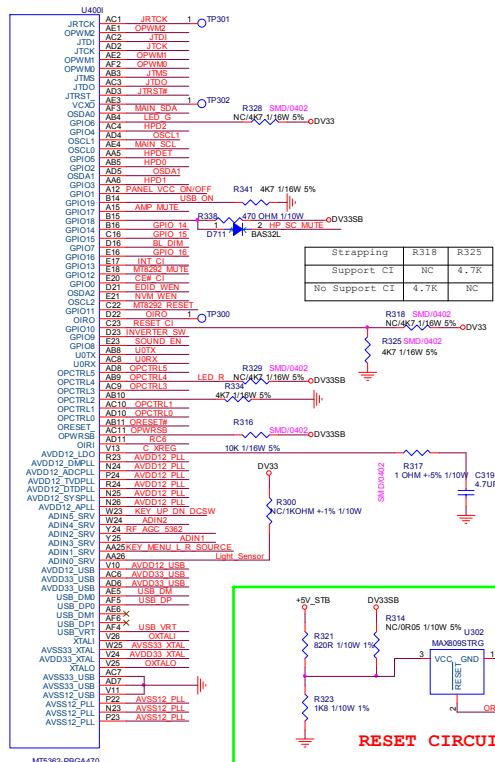 U400I
JRTCK AC1 JRTCK 1 TP301
OPWM2 AE1 OPWM2
JTDI AC2 JTDI
JTCK AD2 JTCK
OPWM1 AE2 OPWM1
OPWM0 AF2 OPWM0
JTMS AB3 JTMS
JTDO AC3 JTDO
JTRST_ AD3 JTRST#
VCXO AE3 1 TP302
OSDA0 AF3 MAIN_SDA
GPIO6 AB4 LED_G R328 SMD/0402 NC/4K7 1/16W 5% DV33
GPIO4 AC4 HPD2
OSCL1 AD4 OSCL1
OSCL0 AE4 MAIN_SCL
GPIO5 AA5 HPDET
GPIO2 AB5 HPD0
OSDA1 AD5 OSDA1
GPIO3 AA6 HPD1
GPIO1 A12 PANEL_VCC_ON/OFF
GPIO19 B14 USB_ON R341 4K7 1/16W 5%
GPIO17 A15 AMP_MUTE
GPIO18 B15 R338 470 OHM 1/10W DV33SB
GPIO14 B16 GPIO_14 D711 1 2 BAS32L HP_SC_MUTE
GPIO15 C16 GPIO_15
GPIO7 D16 BL_DIM
GPIO16 E16 GPIO_16
GPIO13 E17 INT_CI
GPIO12 E18 MT8292_MUTE
GPIO0 E20 CE#_CI
OSDA2 D21 EDID_WEN
OSCL2 E21 NVM_WEN
GPIO11 C22 MT8292_RESET
OIRO D22 OIRO 1 TP300
GPIO10 C23 RESET_CI
GPIO9 D23 INVERTER_SW
GPIO8 E23 SOUND_EN
U0TX AB8 U0TX
U0RX AC8 U0RX
OPCTRL5 AD8 OPCTRL5
OPCTRL4 AB9 LED_R R329 SMD/0402 NC/4K7 1/16W 5% DV33SB
OPCTRL3 AC9 OPCTRL3
OPCTRL2 AB10 R334 4K7 1/16W 5%
OPCTRL1 AC10 OPCTRL1
OPCTRL0 AD10 OPCTRL0
ORESET_ AB11 ORESET#
OPWRSB AC11 OPWRSB R316 SMD/0402 10K 1/16W 5% DV33SB
OIRI AD11 RC6
AVDD12_LDO V13 C_XREG
AVDD12_DMPLL R23 AVDD12_PLL
AVDD12_ADCPLL N24 AVDD12_PLL
AVDD12_TVDPLL P24 AVDD12_PLL
AVDD12_DTDPLL R24 AVDD12_PLL
AVDD12_SYSPLL N25 AVDD12_PLL
AVDD12_APLL N26 AVDD12_PLL
ADIN5_SRV W23 KEY_UP_DN_DCSW
ADIN4_SRV W24 ADIN2
ADIN2_SRV Y24 RF_AGC_5362
ADIN3_SRV Y25 ADIN1
ADIN1_SRV AA25 KEY_MENU_L_R_SOURCE
ADIN0_SRV AA26 Light_Sensor
AVDD12_USB V10 AVDD12_USB
AVDD33_USB AC6 AVDD33_USB
AVDD33_USB AD6 AVDD33_USB
USB_DM0 AE5 USB_DM
USB_DP0 AF5 USB_DP
USB_DM1 AE6
USB_DP1 AF6
USB_VRT AF4 USB_VRT
XTALI V26 OXTALI
AVSS33_XTAL W25 AVSS33_XTAL
AVDD33_XTAL V24 AVDD33_XTAL
XTALO V25 OXTALO
AVSS33_USB AC7
AVSS33_USB AD7
AVSS12_USB V11
AVSS12_PLL P22 AVSS12_PLL
AVSS12_PLL N23 AVSS12_PLL
AVSS12_PLL P23 AVSS12_PLL
MT5362-PBGA470
Strapping R318 R325
Support CI NC 4.7K
No Support CI 4.7K NC
R318 SMD/0402
NC/4K7 1/16W 5% DV33
R325 SMD/0402
4K7 1/16W 5%
SMD/0402
R317
1 OHM +-5% 1/10W
C319
4.7UF
DV33
R300
NC/1KOHM +-1% 1/10W
+5V_STB DV33SB
R314
NC/0R05 1/10W 5%
R321
820R 1/10W 1%
R323
1K8 1/10W 1%
U302
MAX809STRG
3 VCC GND 1
RESET
2
OR
RESET CIRCUI